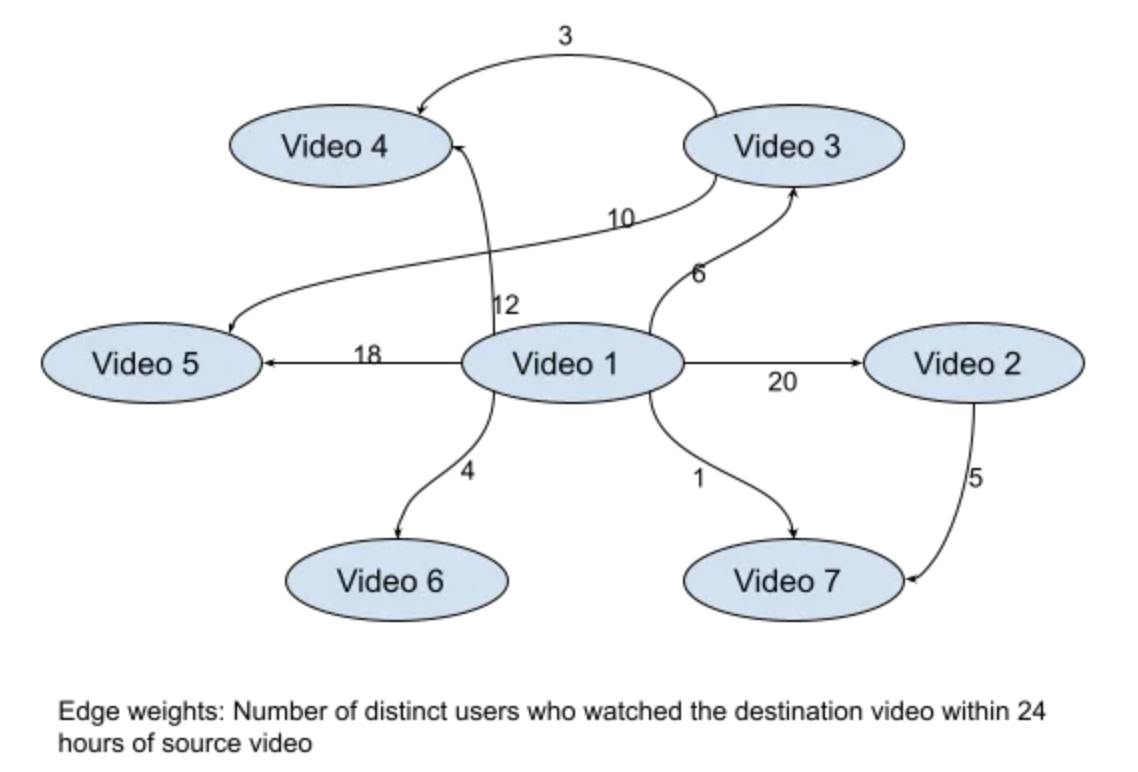 3
Video 4
Video 3
10
6
12
Video 5
18
Video 1
Video 2
20
4
1
5
Video 6
Video 7
Edge weights: Number of distinct users who watched the destination video within 24
hours of source video